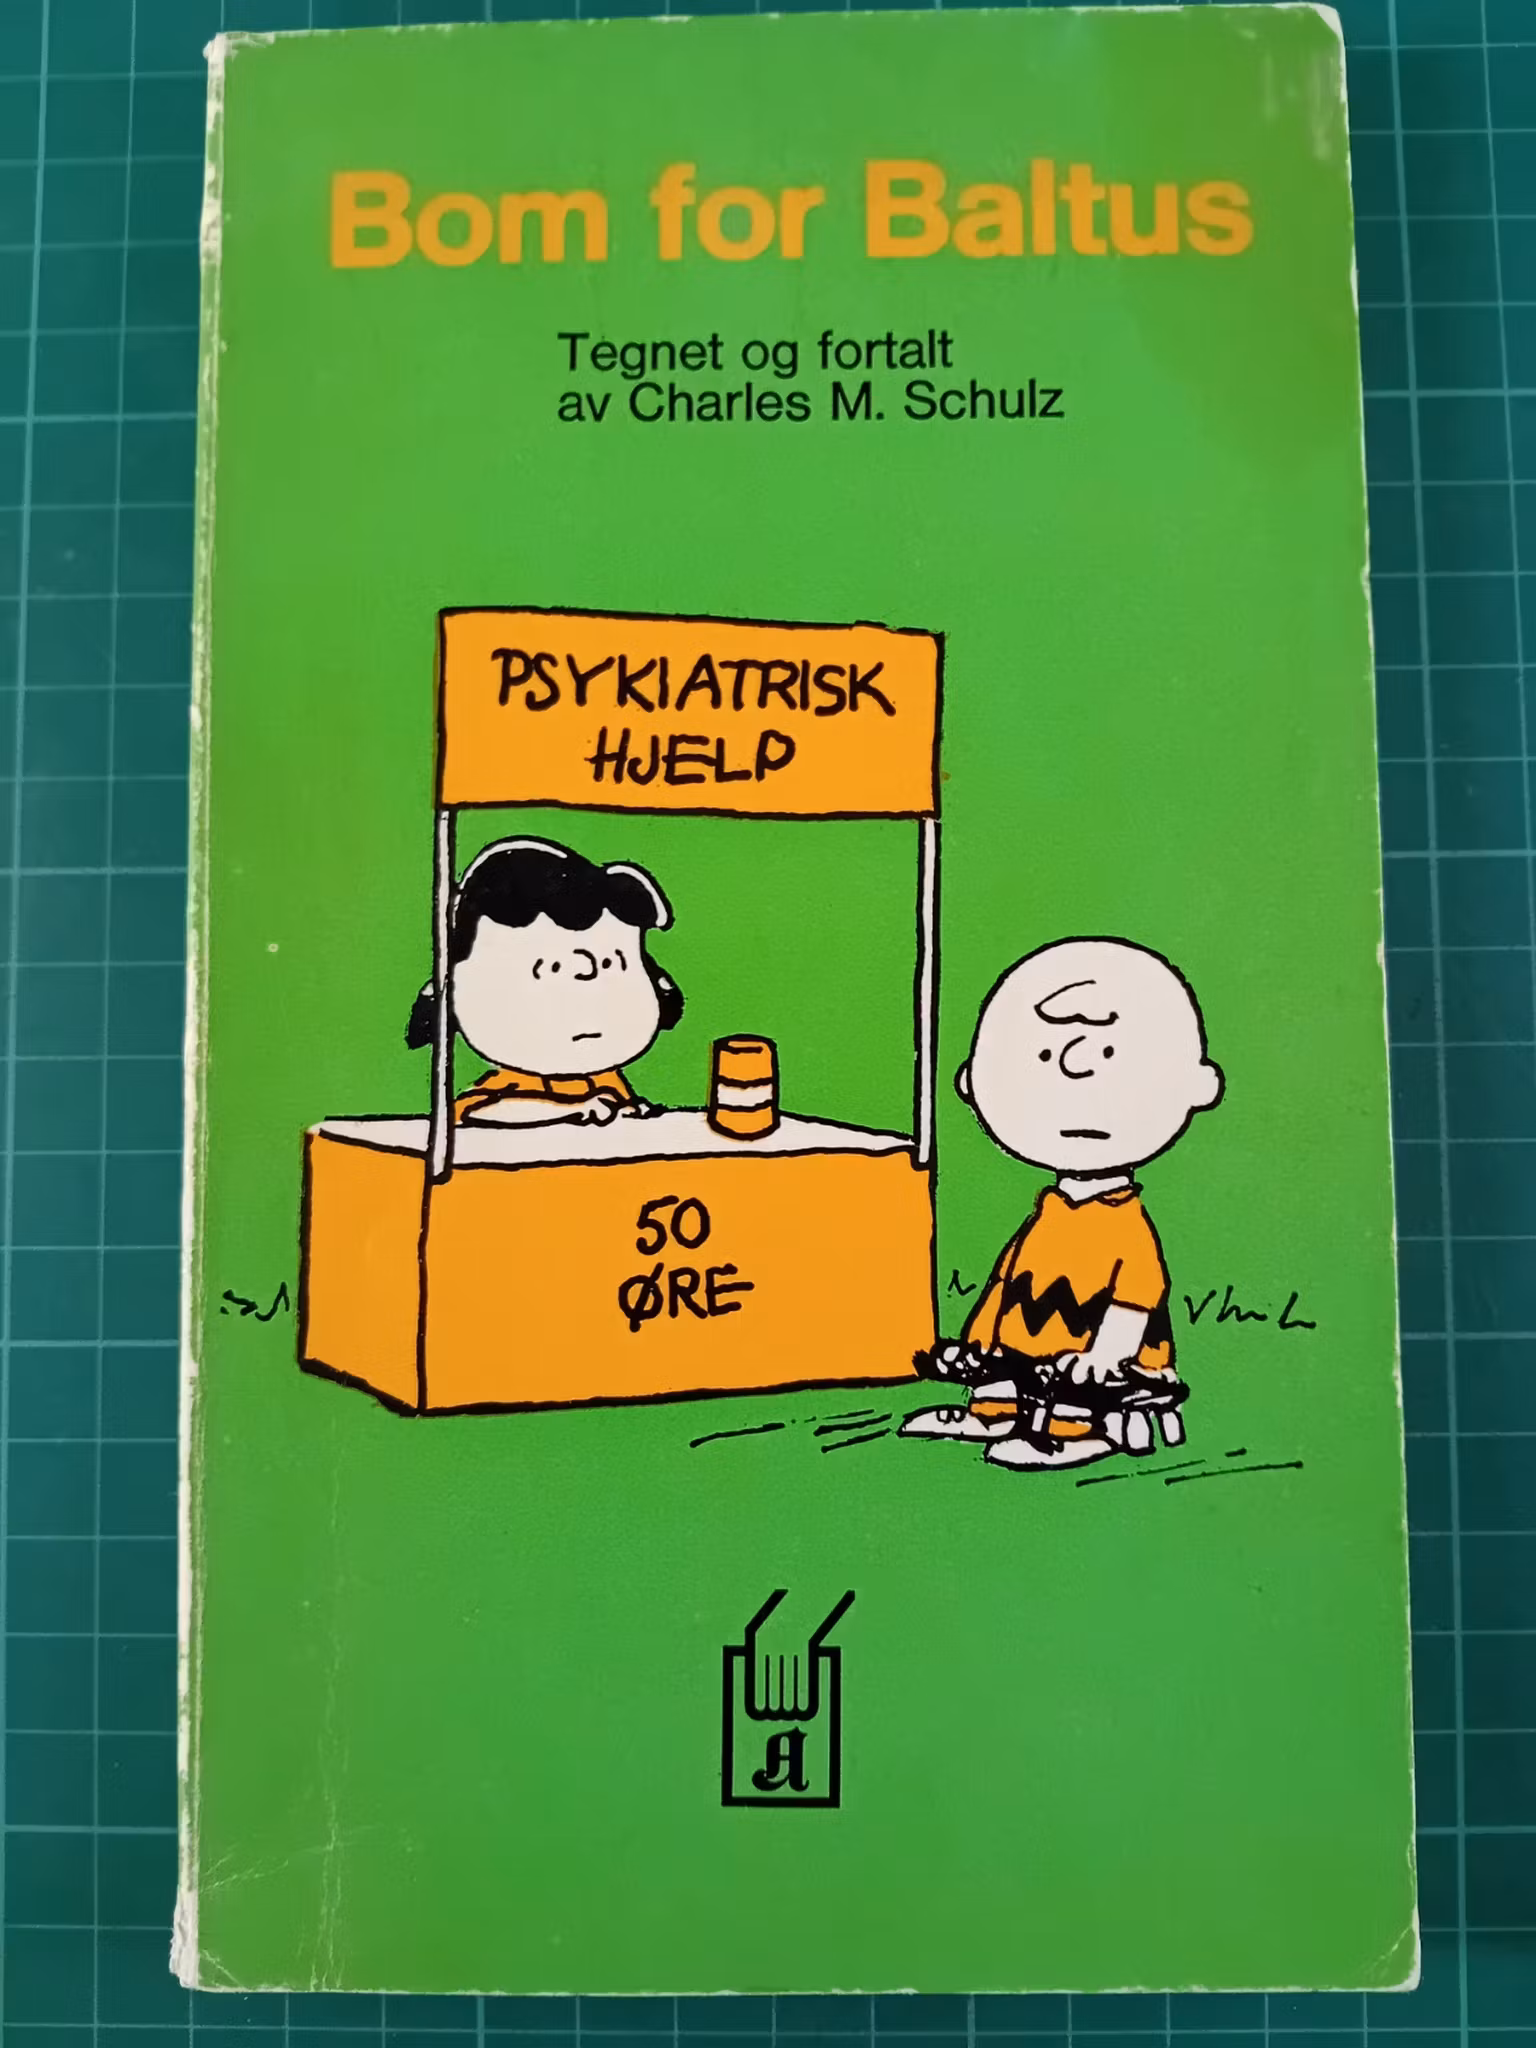 Bom for Baltus
Tegnet og fortalt
av Charles M. Schulz
PSYKIATRISK
HJELP
50
ØRE
A